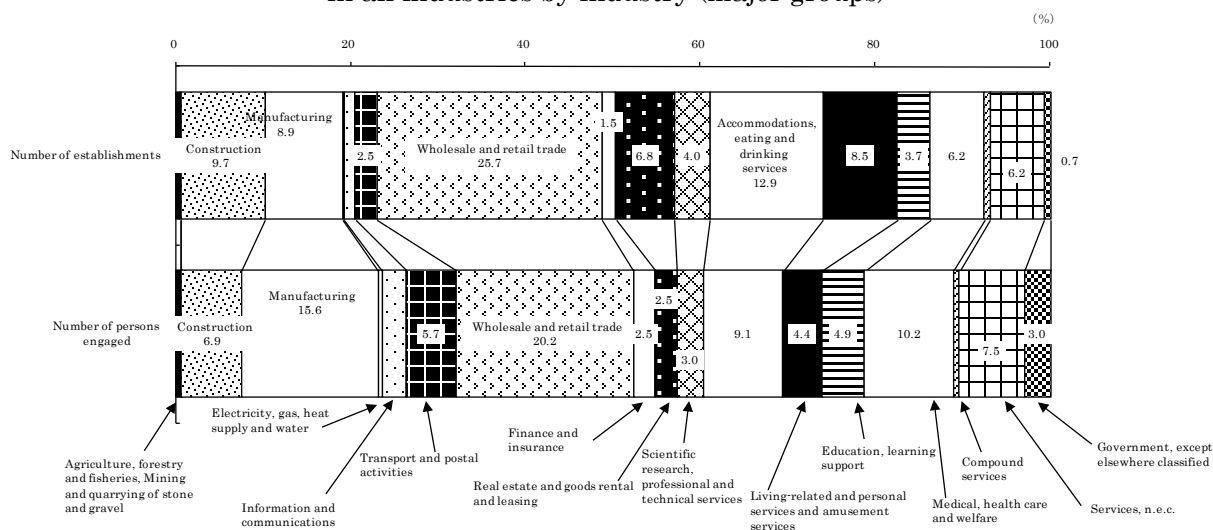 in all industries by industry (major groups)
(%)
0 20 40 60 80 100
Number of establishments
Construction
9.7
Manufacturing
8.9
2.5
Wholesale and retail trade
25.7
1.5
6.8
4.0
Accommodations,
eating and
drinking
services
12.9
8.5
3.7
6.2
6.2
0.7
Number of persons
engaged
Construction
6.9
Manufacturing
15.6
5.7
Wholesale and retail trade
20.2
2.5
2.5
3.0
9.1
4.4
4.9
10.2
7.5
3.0
Agriculture, forestry
and fisheries, Mining
and quarrying of stone
and gravel
Electricity, gas, heat
supply and water
Information and
communications
Transport and postal
activities
Finance and
insurance
Real estate and goods rental
and leasing
Scientific
research,
professional and
technical services
Living-related and personal
services and amusement
services
Education, learning
support
Medical, health care
and welfare
Compound
services
Services, n.e.c.
Government, except
elsewhere classified